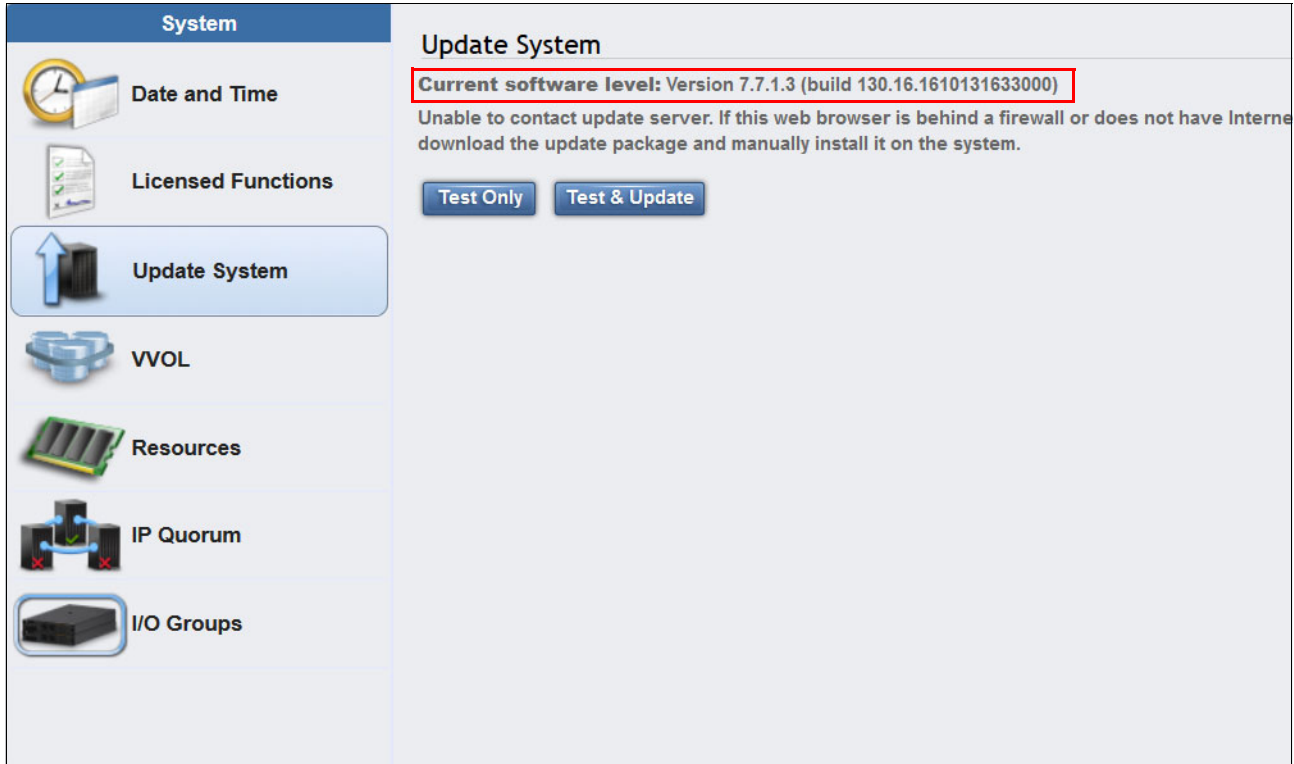 System
Date and Time
Licensed Functions
Update System
VVOL
Resources
IP Quorum
I/O Groups
Update System
Current software level: Version 7.7.1.3 (build 130.16.1610131633000)
Unable to contact update server. If this web browser is behind a firewall or does not have Interne
download the update package and manually install it on the system.
Test Only
Test & Update